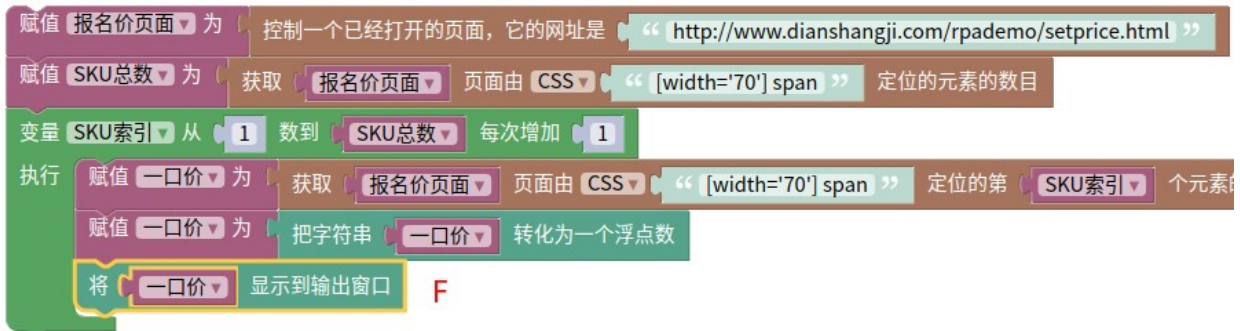 赋值 报名价页面 为 控制一个已经打开的页面，它的网址是 “ http://www.dianshangji.com/rpademo/setprice.html ”
赋值 SKU总数 为 获取 报名价页面 页面由 CSS “ [width='70'] span ” 定位的元素的数目
变量 SKU索引 从 1 数到 SKU总数 每次增加 1
执行 赋值 一口价 为 获取 报名价页面 页面由 CSS “ [width='70'] span ” 定位的第 SKU索引 个元素的
赋值 一口价 为 把字符串 一口价 转化为一个浮点数
将 一口价 显示到输出窗口 F